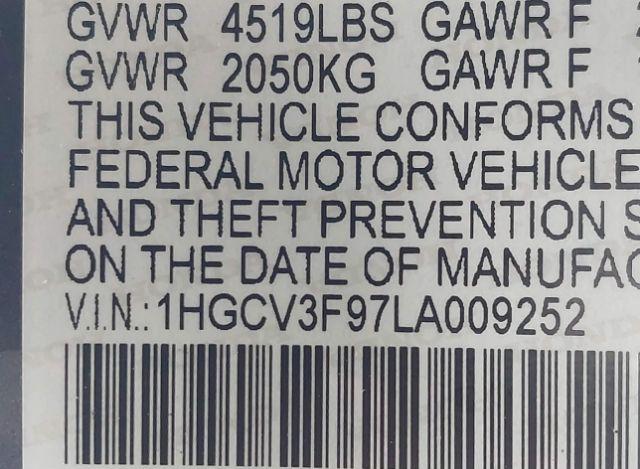 GVWR 4519LBS GAWR F
GVWR 2050KG GAWR F
THIS VEHICLE CONFORMS
FEDERAL MOTOR VEHICLE
AND THEFT PREVENTION S
ON THE DATE OF MANUFAC
V.I.N.: 1HGCV3F97LA009252